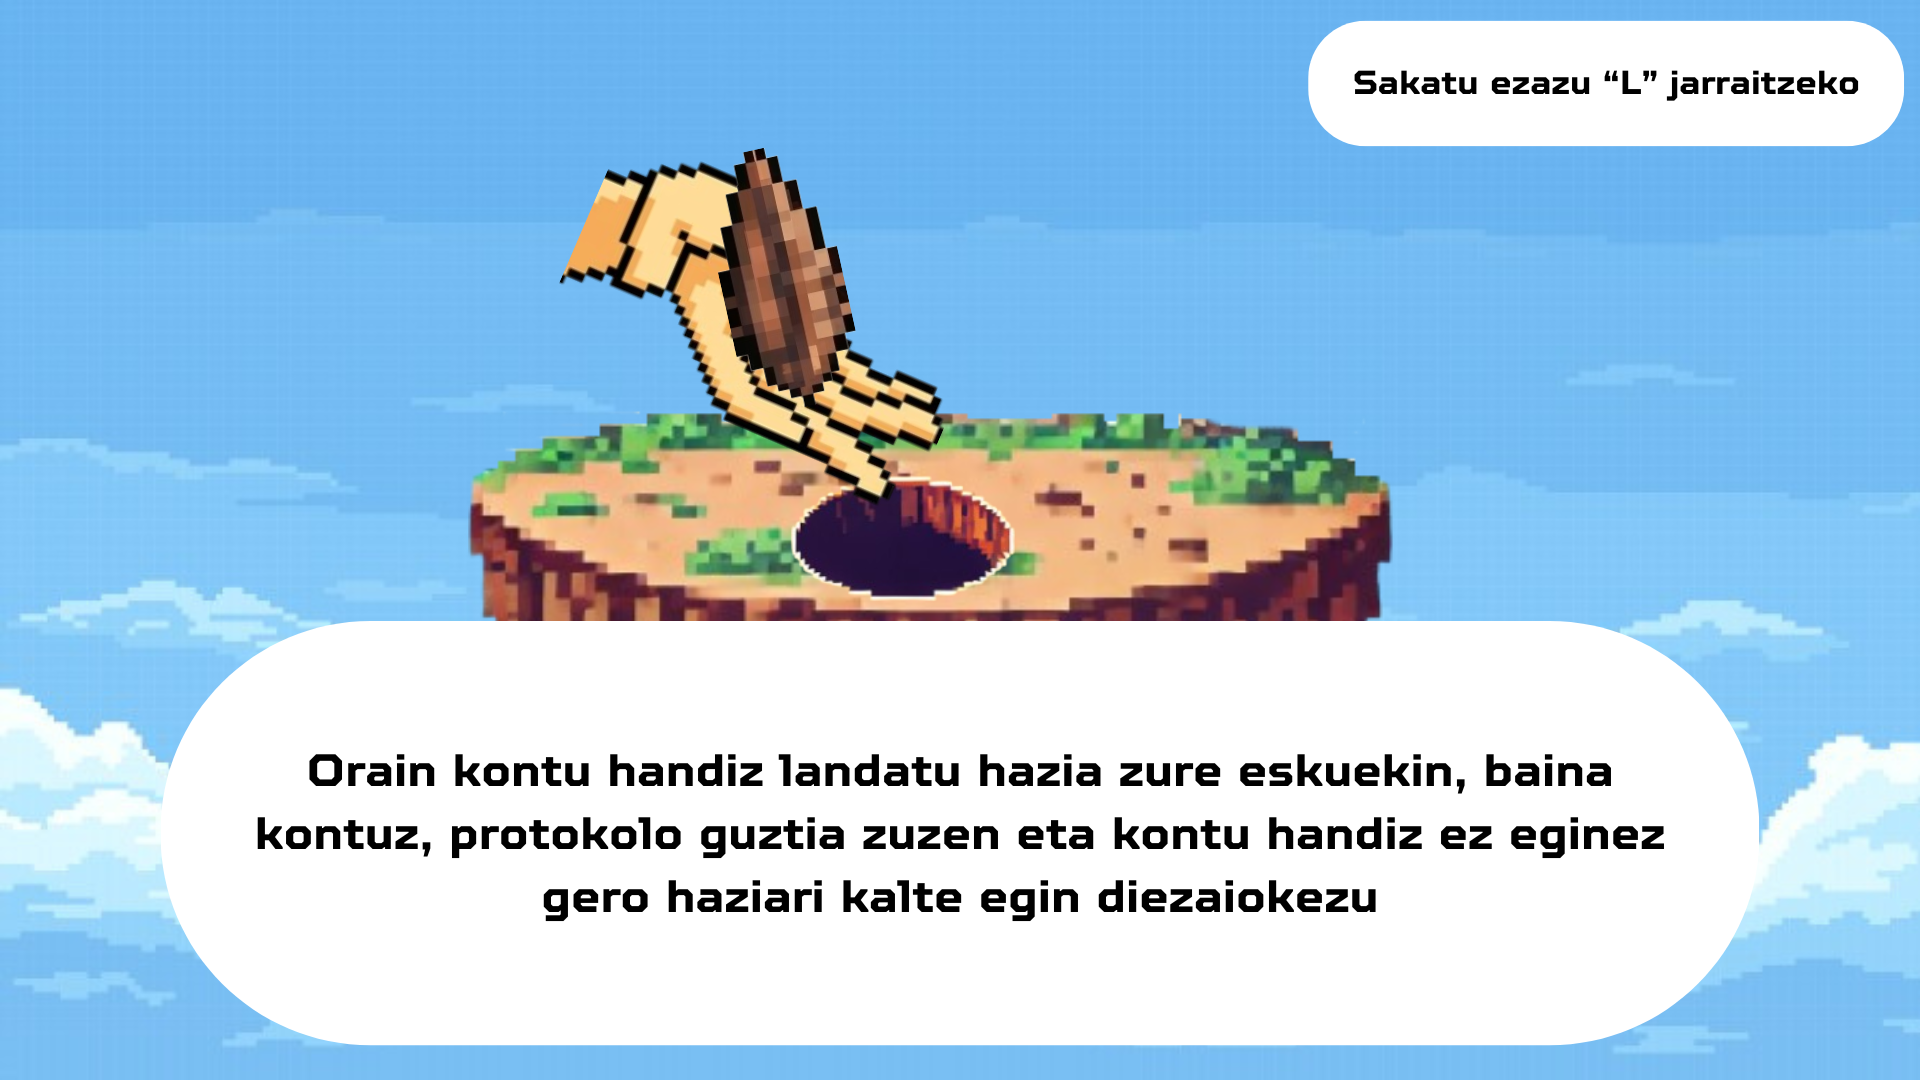 Sakatu ezazu “L” jarraitzeko
Orain kontu handiz landatu hazia zure eskuekin, baina
kontuz, protokolo guztia zuzen eta kontu handiz ez eginez
gero haziari kalte egin diezaiokezu